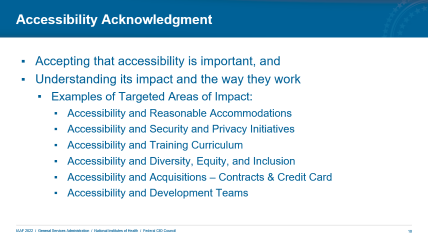 Accessibility Acknowledgment
▪ Accepting that accessibility is important, and
▪ Understanding its impact and the way they work
▪ Examples of Targeted Areas of Impact:
▪ Accessibility and Reasonable Accommodations
▪ Accessibility and Security and Privacy Initiatives
▪ Accessibility and Training Curriculum
▪ Accessibility and Diversity, Equity, and Inclusion
▪ Accessibility and Acquisitions – Contracts & Credit Card
▪ Accessibility and Development Teams
2022 | General Services Administration | National Institutes of Health | Federal CIO Council